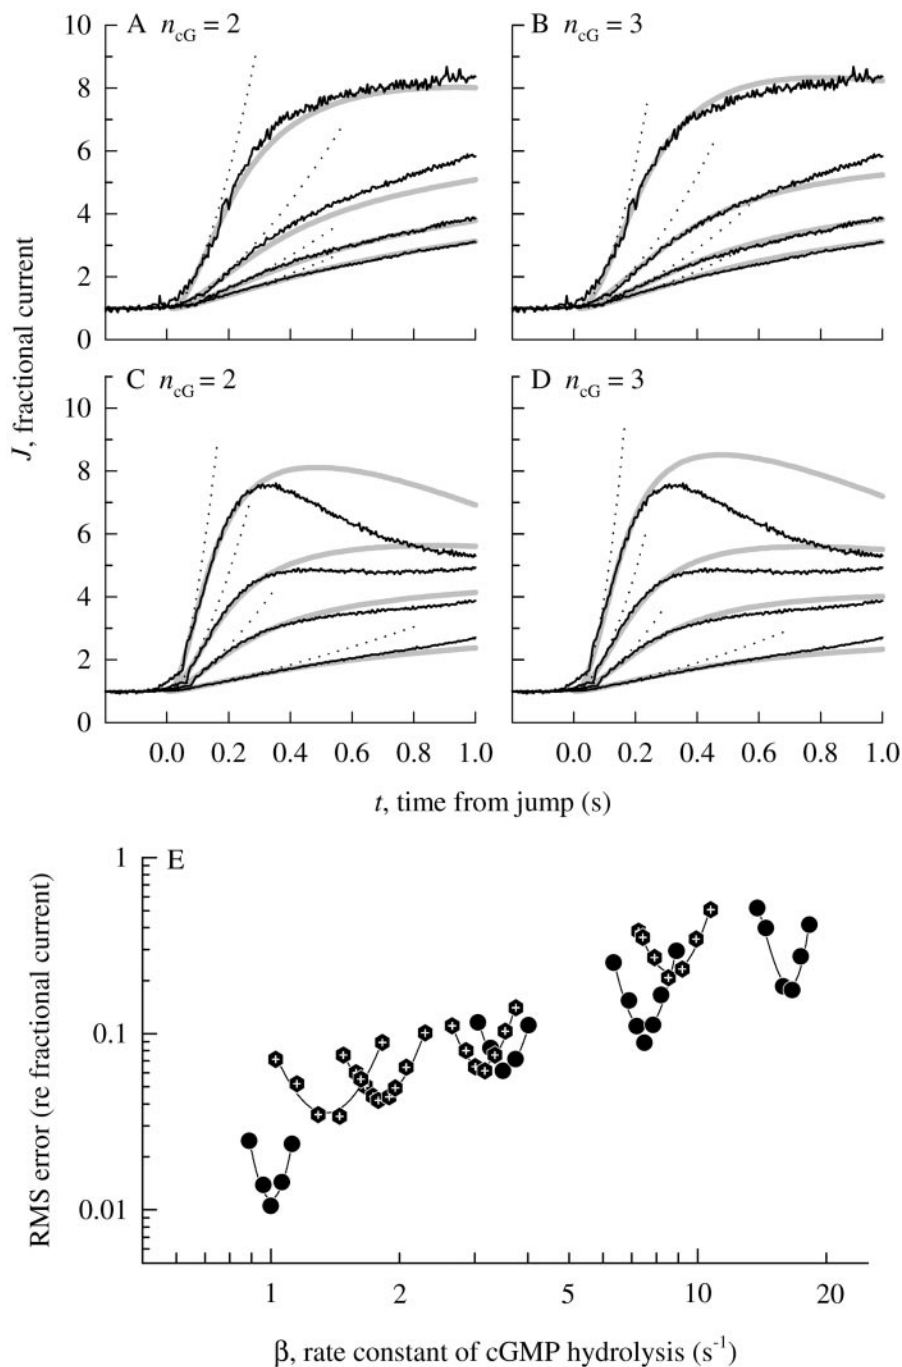 A n_cG = 2
B n_cG = 3
10
8
6
4
2
0
C n_cG = 2
D n_cG = 3
10
8
6
4
2
0
J, fractional current
0.0 0.2 0.4 0.6 0.8 1.0
0.0 0.2 0.4 0.6 0.8 1.0
t, time from jump (s)
E
1
0.1
0.01
RMS error (re fractional current)
1 2 5 10 20
β, rate constant of cGMP hydrolysis (s⁻¹)